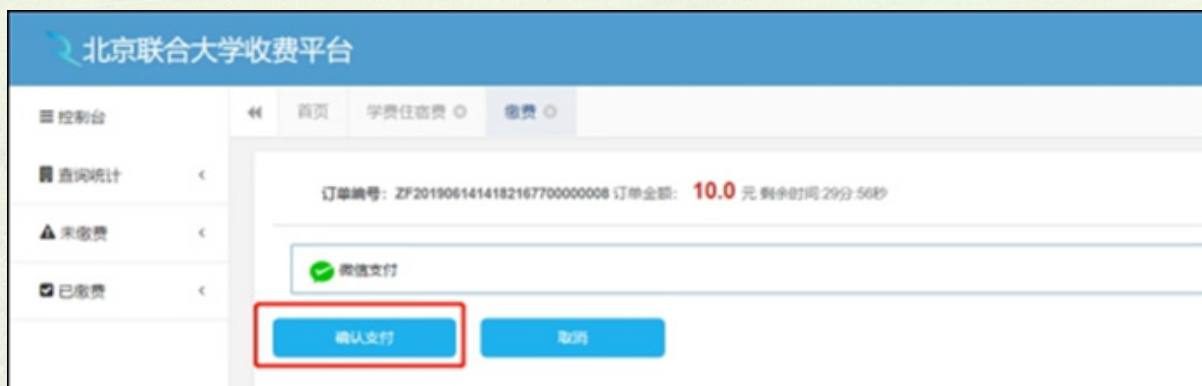 北京联合大学收费平台
控制台
首页 学费住宿费 缴费
查询统计
订单编号：ZF2019061414182167700000008 订单金额： 10.0 元 剩余时间:29分:56秒
未缴费
微信支付
已缴费
确认支付 取消